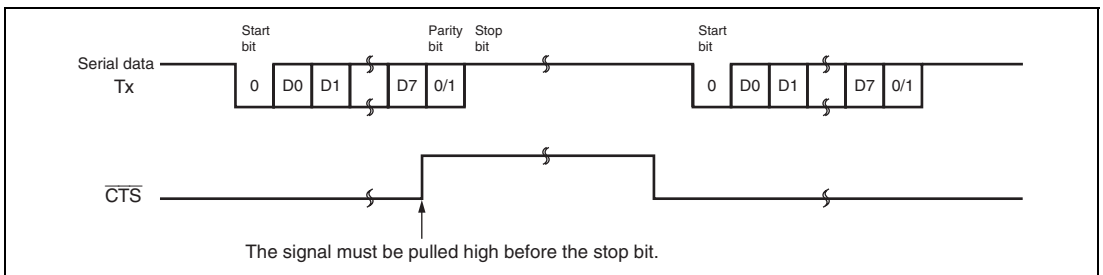 Start bit
Parity bit
Stop bit
Start bit
Serial data
Tx
0 D0 D1 D7 0/1
0 D0 D1 D7 0/1
CTS
The signal must be pulled high before the stop bit.